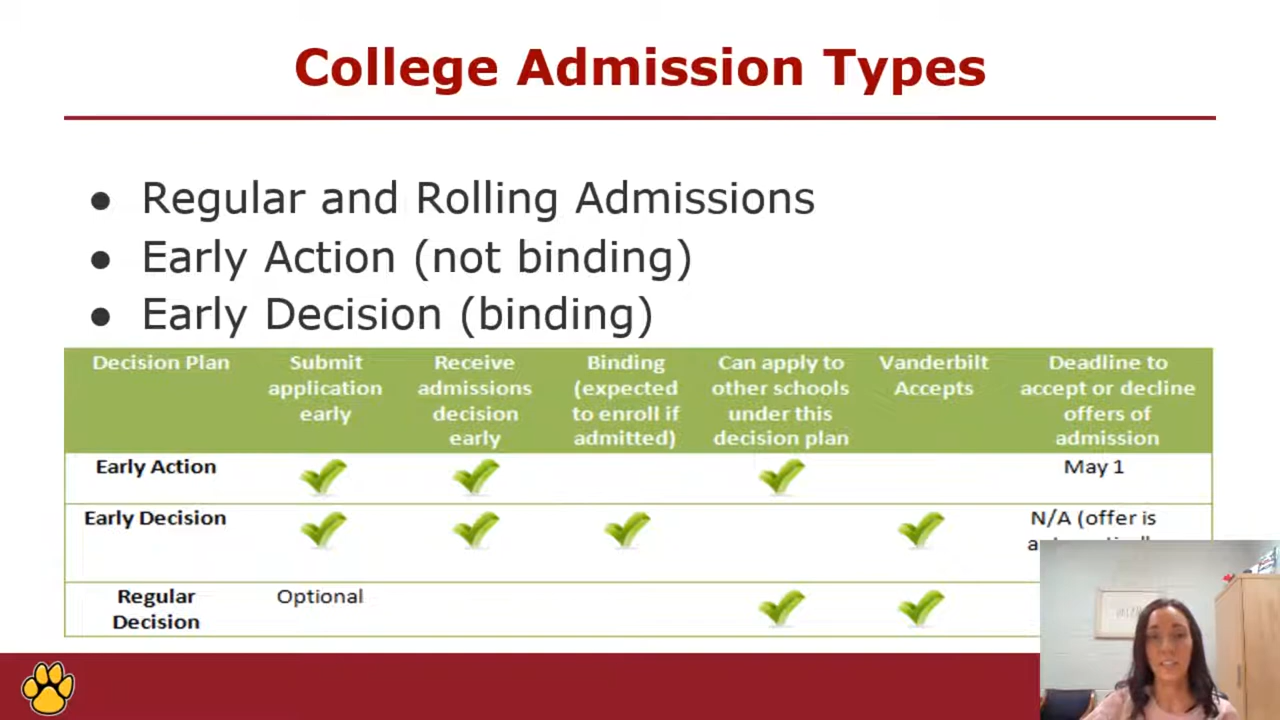 College Admission Types
● Regular and Rolling Admissions
● Early Action (not binding)
● Early Decision (binding)
Decision Plan
Submit
application
early
Receive
admissions
decision
early
Binding
(expected
to enroll if
admitted)
Can apply to
other schools
under this
decision plan
Vanderbilt
Accepts
Deadline to
accept or decline
offers of
admission
Early Action
May 1
Early Decision
N/A (offer is
Regular
Decision
Optional